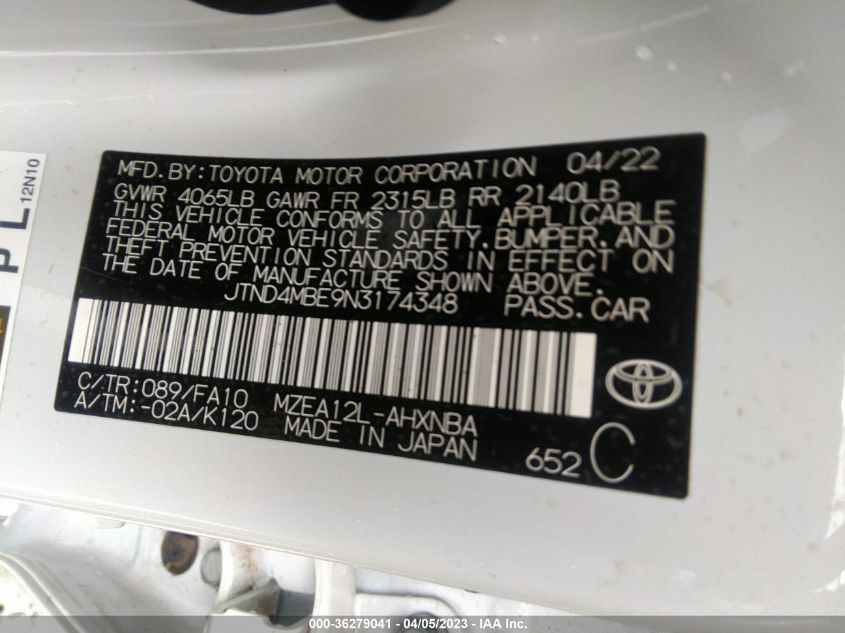 MFD.BY:TOYOTA MOTOR CORPORATION 04/22
GVWR 4065LB GAWR FR 2315LB RR 2140LB
THIS VEHICLE CONFORMS TO ALL APPLICABLE
FEDERAL MOTOR VEHICLE SAFETY,BUMPER,AND
THEFT PREVENTION STANDARDS IN EFFECT ON
THE DATE OF MANUFACTURE SHOWN ABOVE.
JTND4MBE9N3174348 PASS.CAR
C/TR:089/FA10 MZEA12L-AHXNBA
A/TM:-02A/K120 MADE IN JAPAN
652 C
P L
12N10
000-36279041 - 04/05/2023 - IAA Inc.